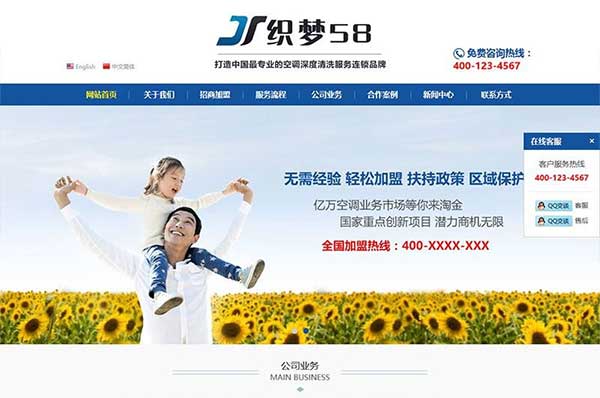 织梦58
打造中国最专业的空调深度清洗服务连锁品牌
English 中文简体
免费咨询热线：
400-123-4567
网站首页 关于我们 招商加盟 服务流程 公司业务 合作案例 新闻中心 联系方式
无需经验 轻松加盟 扶持政策 区域保护
亿万空调业务市场等你来淘金
国家重点创新项目 潜力商机无限
全国加盟热线：400-XXXX-XXX
在线客服 ×
客户服务热线
400-123-4567
QQ交谈 客服
QQ交谈 售后
公司业务
MAIN BUSINESS